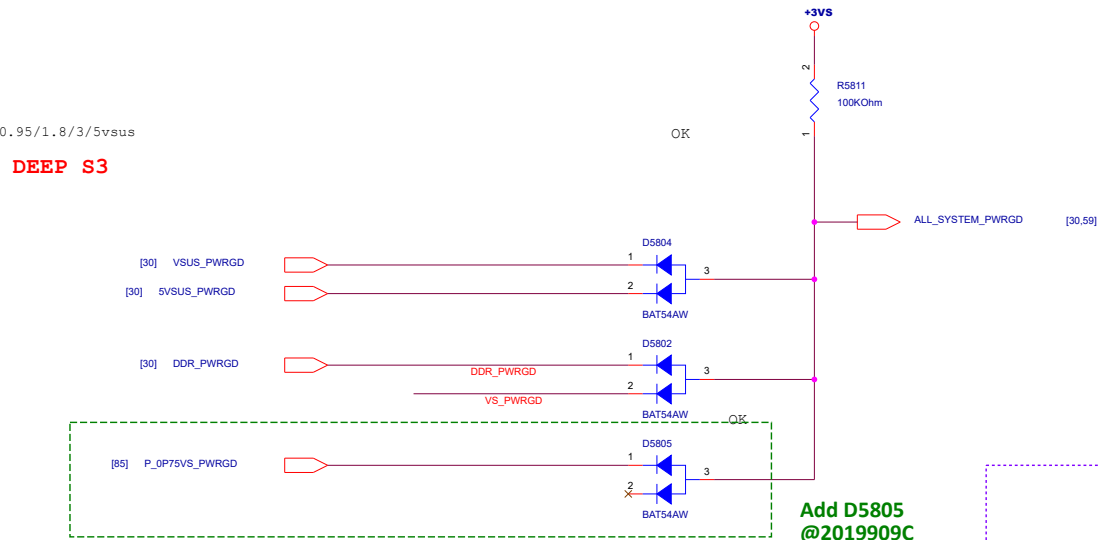 +3VS
2
R5811
100KOhm
1
0.95/1.8/3/5vsus
OK
DEEP S3
ALL_SYSTEM_PWRGD [30,59]
D5804
[30] VSUS_PWRGD 1
3
[30] 5VSUS_PWRGD 2
BAT54AW
D5802
[30] DDR_PWRGD 1
DDR_PWRGD 3
2
VS_PWRGD
BAT54AW
OK
D5805
[85] P_0P75VS_PWRGD 1
3
2
BAT54AW
Add D5805
@2019909C